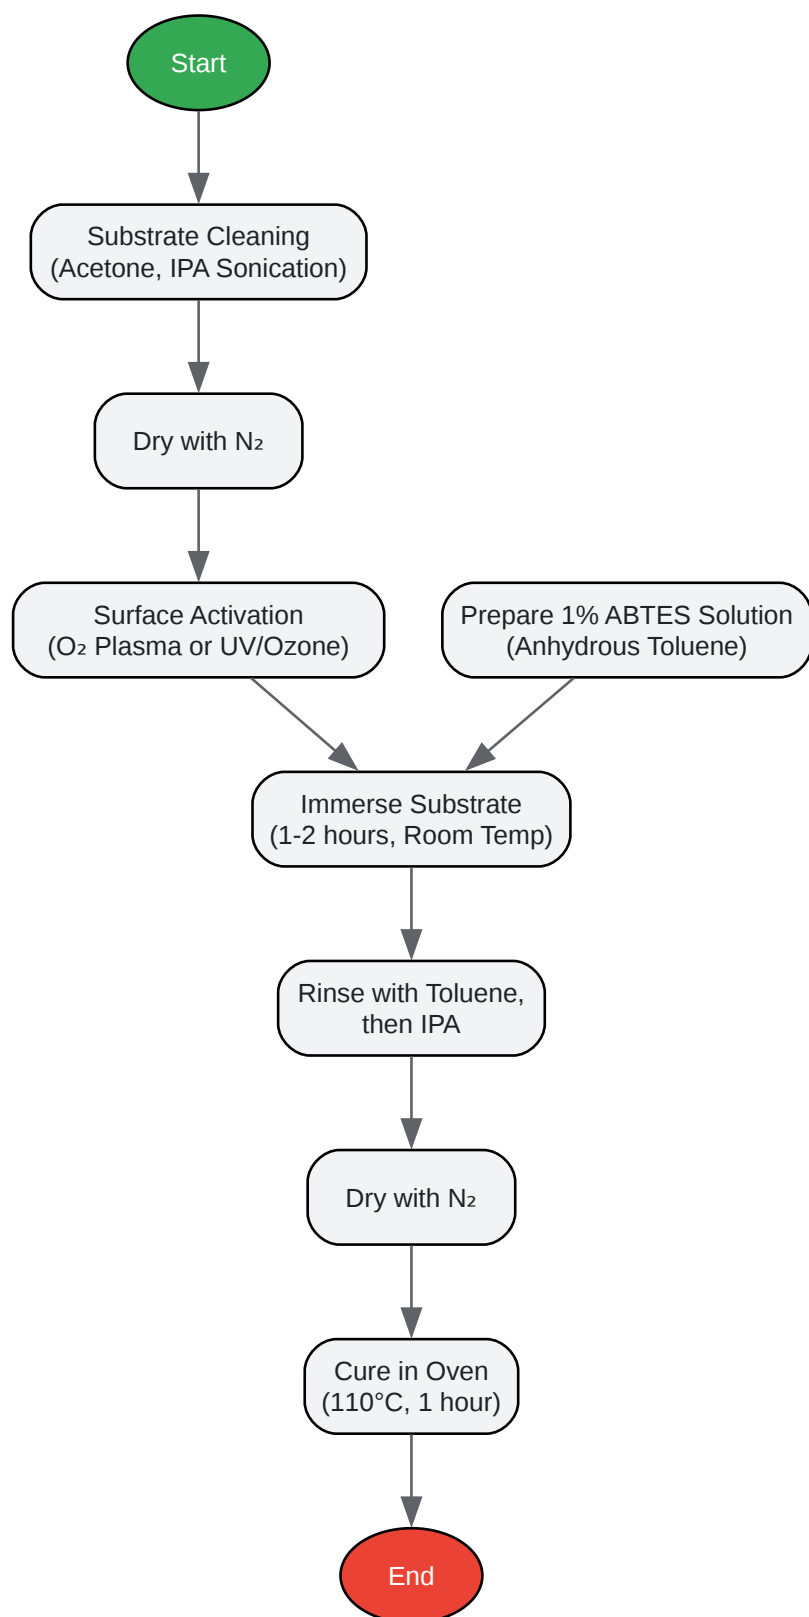 Start
Substrate Cleaning
(Acetone, IPA Sonication)
Dry with N₂
Surface Activation
(O₂ Plasma or UV/Ozone)
Prepare 1% ABTES Solution
(Anhydrous Toluene)
Immerse Substrate
(1-2 hours, Room Temp)
Rinse with Toluene,
then IPA
Dry with N₂
Cure in Oven
(110°C, 1 hour)
End